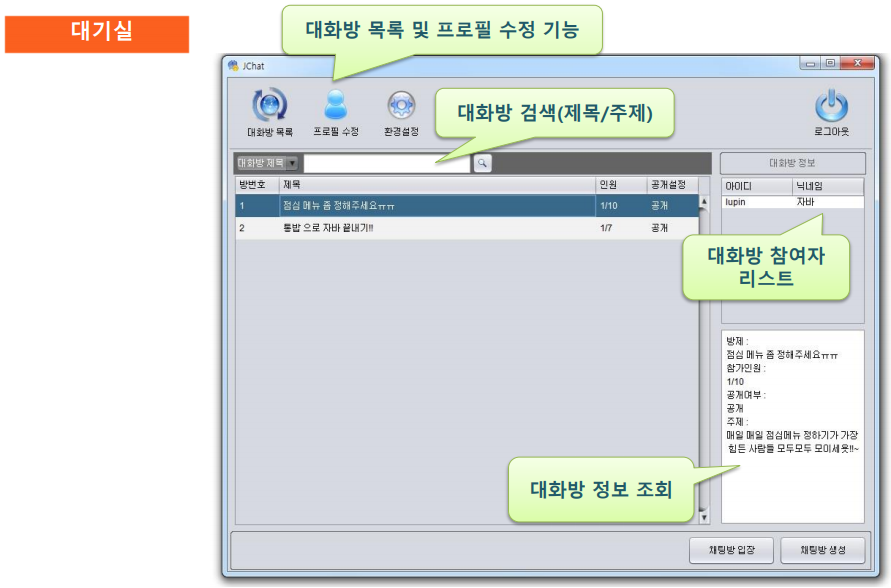 대기실
대화방 목록 및 프로필 수정 기능
JChat
대화방 목록
프로필 수정
환경설정
대화방 검색(제목/주제)
로그아웃
대화방 제목
대화방 정보
방번호 제목 인원 공개설정
1 점심 메뉴 좀 정해주세요ㅠㅠ 1/10 공개
2 통밥 으로 자바 끝내기!! 1/7 공개
아이디 닉네임
lupin 자바
대화방 참여자
리스트
방제 :
점심 메뉴 좀 정해주세요ㅠㅠ
참가인원 :
1/10
공개여부 :
공개
주제 :
매일 매일 점심메뉴 정하기가 가장
힘든 사람들 모두모두 모이세욧!!~
대화방 정보 조회
채팅방 입장
채팅방 생성